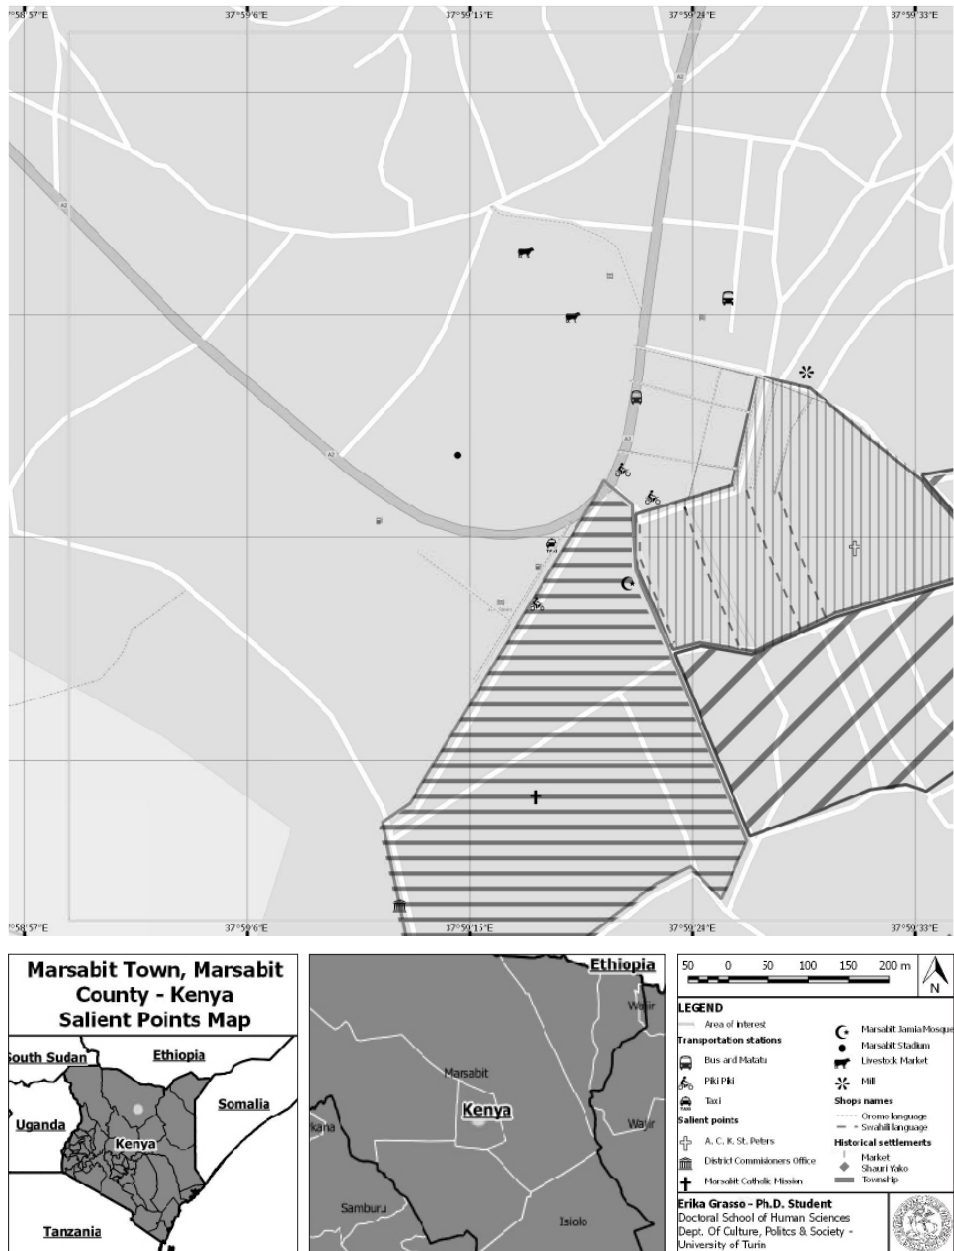 °58'57"E 37°59'6"E 37°59'15"E 37°59'24"E 37°59'33"E
A2
A2
A2
A2
TAXI
°58'57"E 37°59'6"E 37°59'15"E 37°59'24"E 37°59'33"E
Marsabit Town, Marsabit
County - Kenya
Salient Points Map
South Sudan
Ethiopia
Uganda
Kenya
Somalia
Tanzania
Ethiopia
Wajir
Marsabit
Kenya
Wajir
rkana
Samburu
Isiolo
50 0 50 100 150 200 m
N
LEGEND
Area of interest
Transportation stations
Bus and Matatu
Piki Piki
TAXI
Taxi
Salient points
A. C. K. St. Peters
District Commisioners Office
Marsabit Catholic Mission
Marsabit Jamia Mosque
Marsabit Stadium
Livestock Market
Mill
Shops names
Oromo language
Swahili language
Historical settlements
Market
Shauri Yako
Township
Erika Grasso - Ph.D. Student
Doctoral School of Human Sciences
Dept. Of Culture, Politcs & Society -
University of Turin